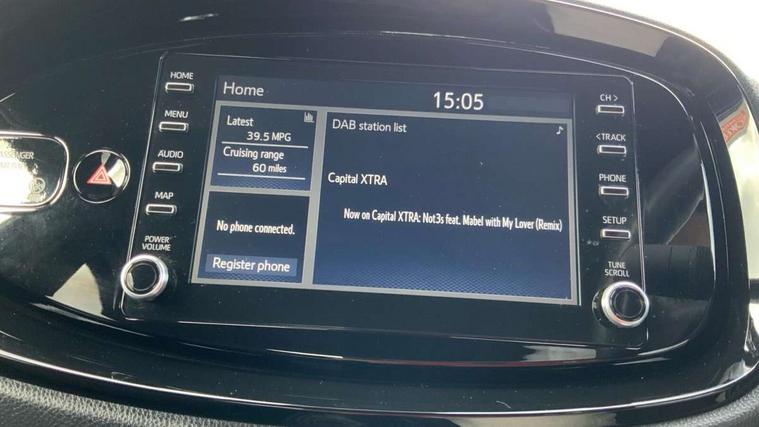 HOME
MENU
AUDIO
MAP
POWER
VOLUME
Home
15:05
Latest
39.5 MPG
Cruising range
60 miles
No phone connected.
Register phone
DAB station list
Capital XTRA
Now on Capital XTRA: Not3s feat. Mabel with My Lover (Remix)
CH >
< TRACK
PHONE
SETUP
TUNE
SCROLL